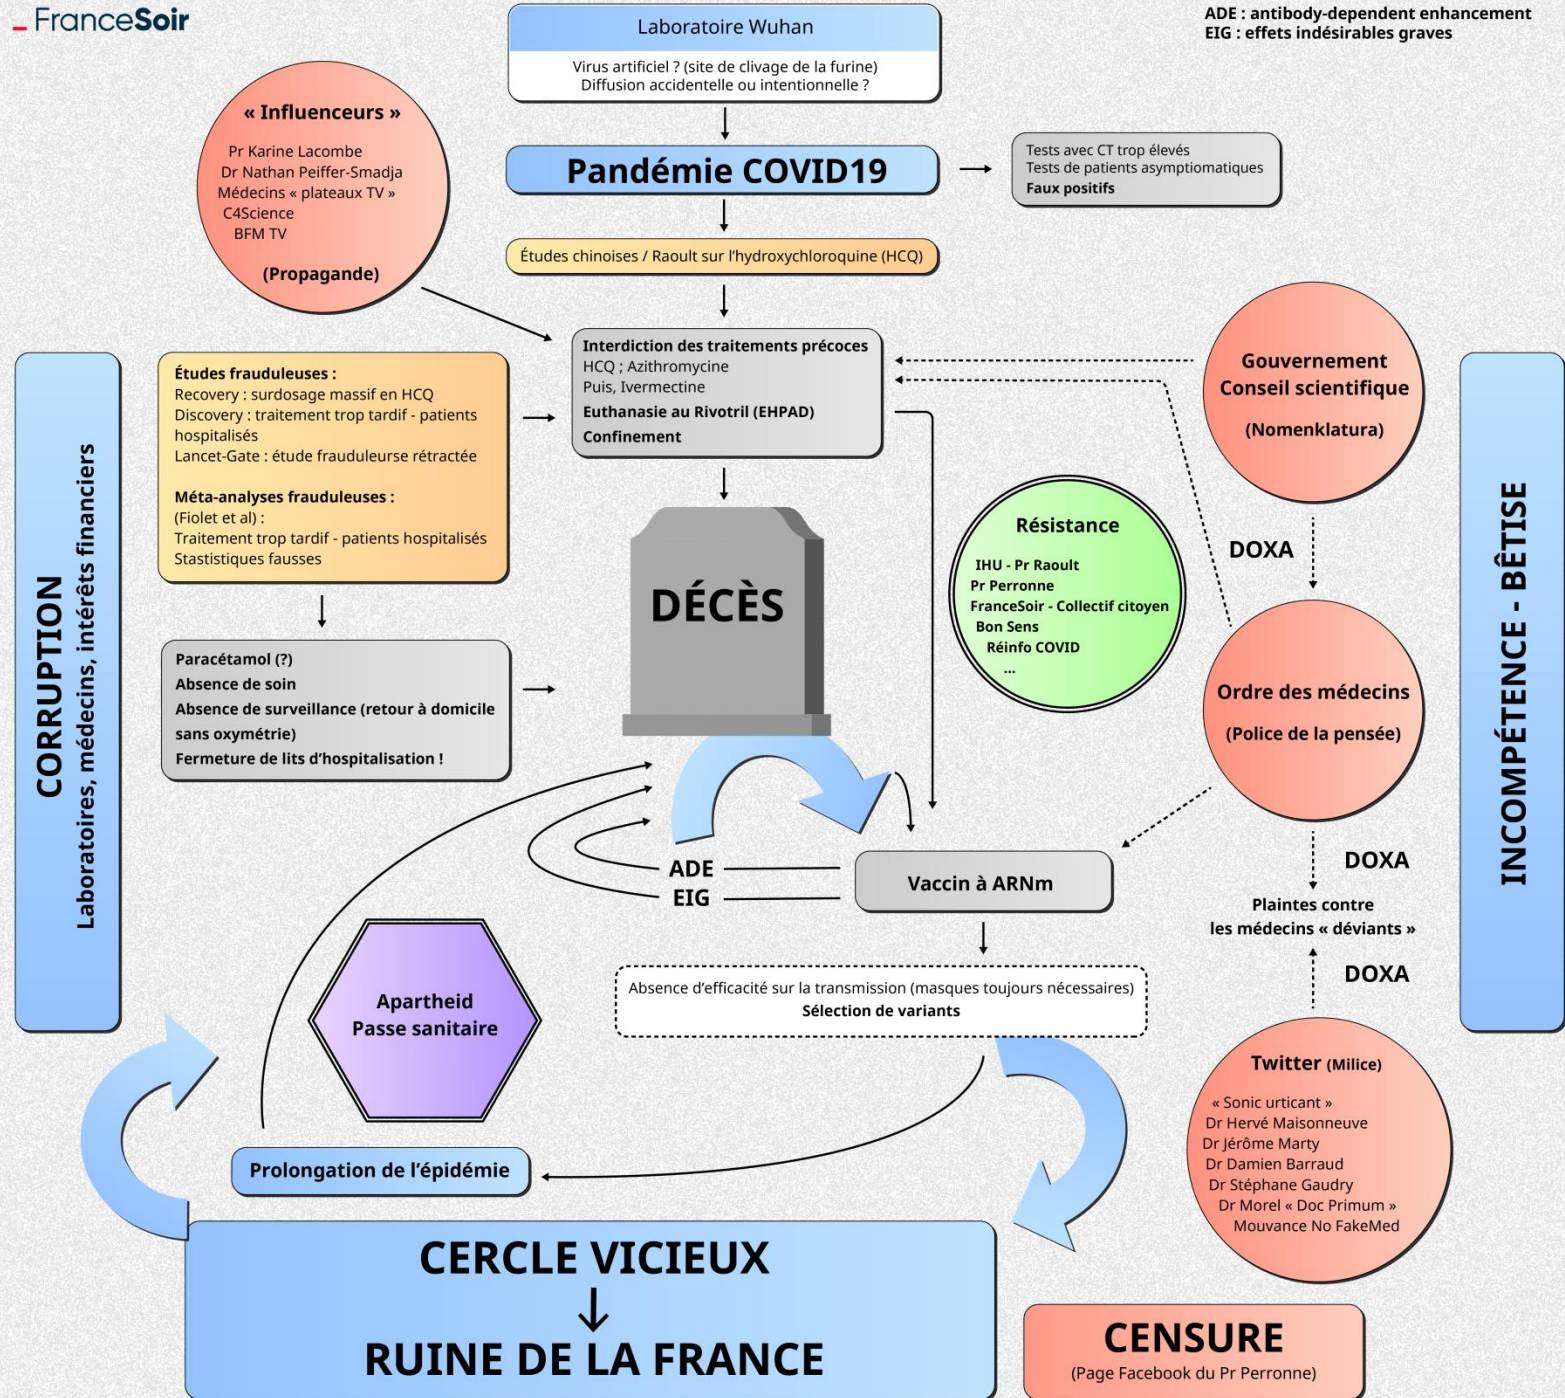 FranceSoir
ADE : antibody-dependent enhancement
EIG : effets indésirables graves
Laboratoire Wuhan
Virus artificiel ? (site de clivage de la furine)
Diffusion accidentelle ou intentionnelle ?
« Influenceurs »
Pr Karine Lacombe
Dr Nathan Peiffer-Smadja
Médecins « plateaux TV »
C4Science
BFM TV
(Propagande)
Pandémie COVID19
Tests avec CT trop élevés
Tests de patients asymptomatiques
Faux positifs
Études chinoises / Raoult sur l’hydroxychloroquine (HCQ)
Interdiction des traitements précoces
HCQ ; Azithromycine
Puis, Ivermectine
Euthanasie au Rivotril (EHPAD)
Confinement
Gouvernement
Conseil scientifique
(Nomenklatura)
CORRUPTION
Laboratoires, médecins, intérêts financiers
Études frauduleuses :
Recovery : surdosage massif en HCQ
Discovery : traitement trop tardif - patients
hospitalisés
Lancet-Gate : étude frauduleurse rétractée
Méta-analyses frauduleuses :
(Fiolet et al) :
Traitement trop tardif - patients hospitalisés
Stastistiques fausses
INCOMPÉTENCE - BÊTISE
DÉCÈS
Résistance
IHU - Pr Raoult
Pr Perronne
FranceSoir - Collectif citoyen
Bon Sens
Réinfo COVID
...
DOXA
Ordre des médecins
(Police de la pensée)
Paracétamol (?)
Absence de soin
Absence de surveillance (retour à domicile
sans oxymétrie)
Fermeture de lits d’hospitalisation !
ADE
EIG
Vaccin à ARNm
DOXA
Plaintes contre
les médecins « déviants »
DOXA
Apartheid
Passe sanitaire
Absence d’efficacité sur la transmission (masques toujours nécessaires)
Sélection de variants
Twitter (Milice)
« Sonic urticant »
Dr Hervé Maisonneuve
Dr Jérôme Marty
Dr Damien Barraud
Dr Stéphane Gaudry
Dr Morel « Doc Primum »
Mouvance No FakeMed
Prolongation de l’épidémie
CERCLE VICIEUX
↓
RUINE DE LA FRANCE
CENSURE
(Page Facebook du Pr Perronne)